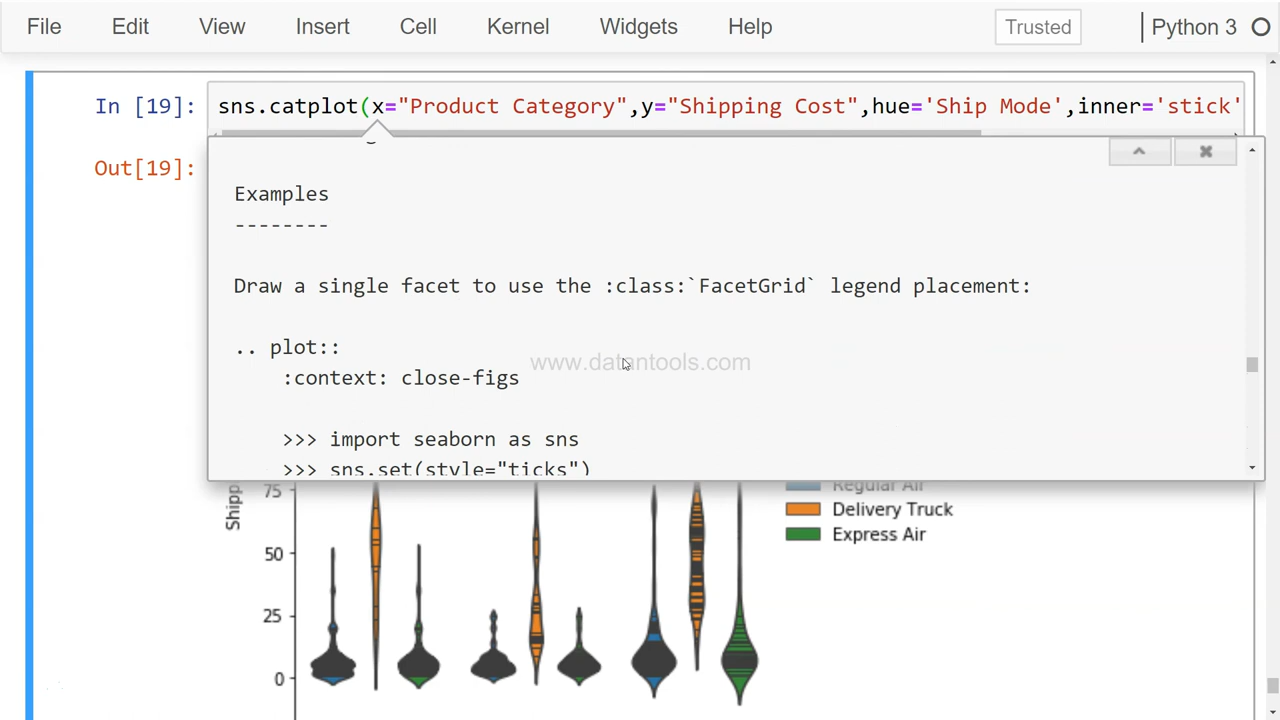 File Edit View Insert Cell Kernel Widgets Help Trusted Python 3
In [19]: sns.catplot(x="Product Category",y="Shipping Cost",hue='Ship Mode',inner='stick'
Out[19]:
Examples
--------
Draw a single facet to use the :class:`FacetGrid` legend placement:
.. plot::
www.datantools.com
:context: close-figs
>>> import seaborn as sns
>>> sns.set(style="ticks")
Regular Air
Delivery Truck
Express Air
Shipp
75
50
25
0